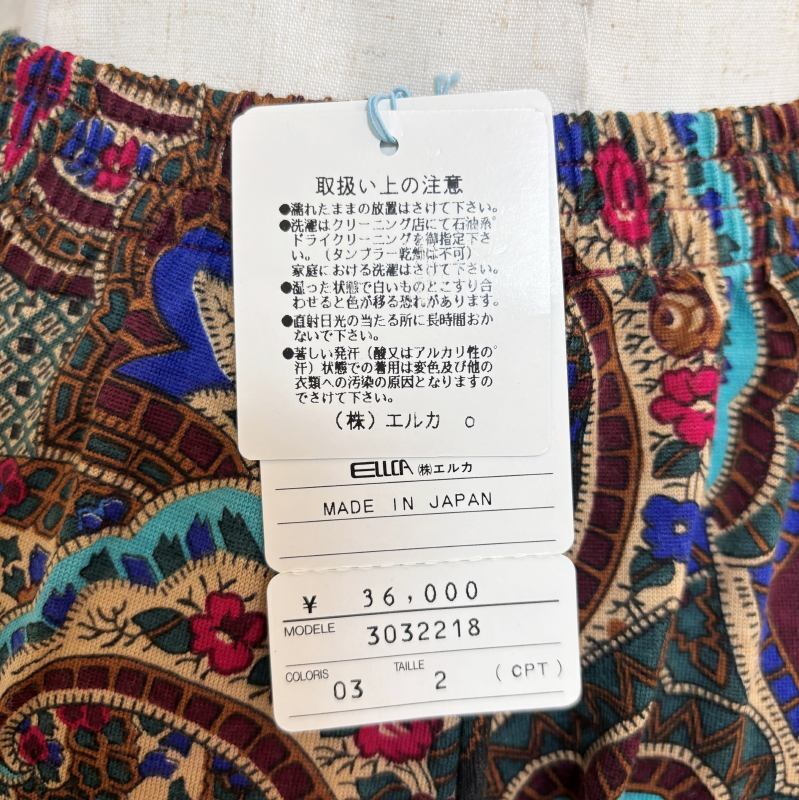 取扱い上の注意
●濡れたままの放置はさけて下さい。
●洗濯はクリーニング店にて石油系
ドライクリーニングを御指定下さ
い。(タンブラー乾燥は不可)
家庭における洗濯はさけて下さい。
●湿った状態で白いものとこすり合
わせると色が移る恐れがあります。
●直射日光の当たる所に長時間おか
ないで下さい。
●著しい発汗(酸又はアルカリ性の
汗)状態での着用は変色及び他の
衣類への汚染の原因となりますの
でさけて下さい。
(株)エルカ 0
ELLCA (株)エルカ
MADE IN JAPAN
¥ 36,000
MODELE 3032218
COLORIS 03 TAILLE 2 (CPT)